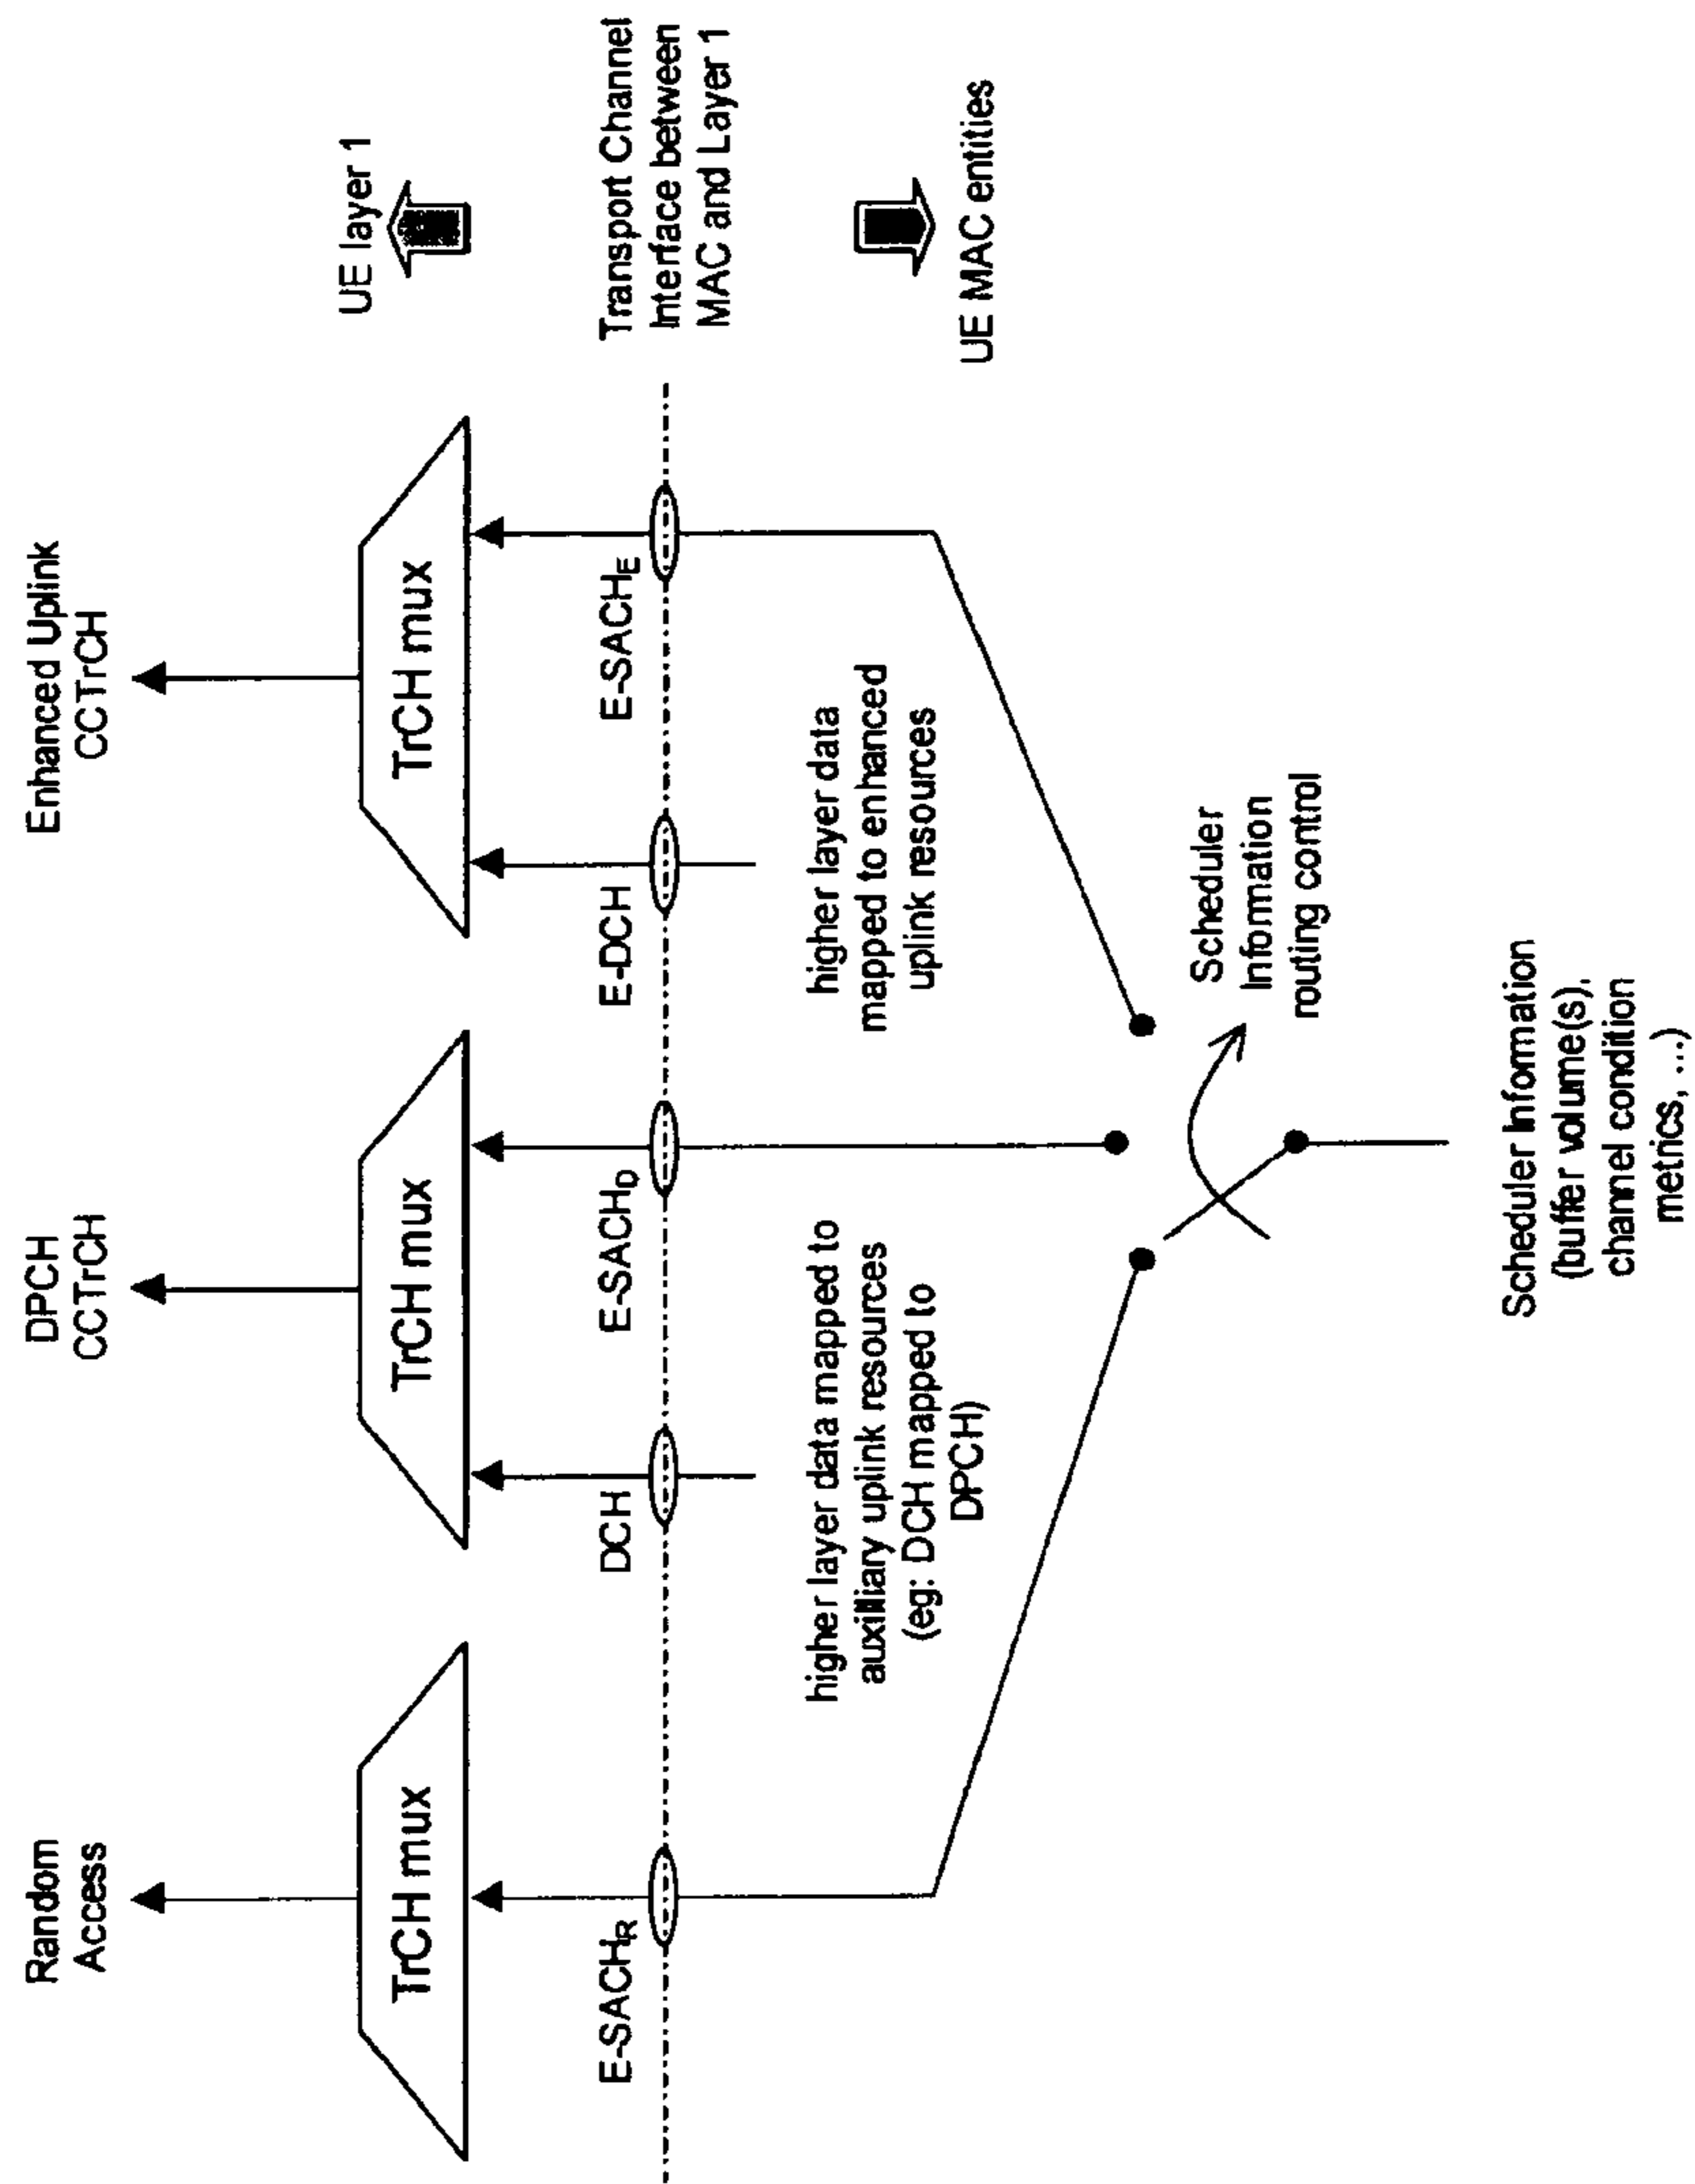 Random
Access
DPCH
CCTrCH
Enhanced Uplink
CCTrCH
UE layer 1
TrCH mux
TrCH mux
TrCH mux
E-SACHR
DCH
E-SACHD
E-DCH
E-SACHE
Transport Channel
Interface between
MAC and Layer 1
higher layer data mapped to
auxilliary uplink resources
(eg: DCH mapped to
DPCH)
higher layer data
mapped to enhanced
uplink resources
UE MAC entities
Scheduler
Information
routing control
Scheduler Information
(buffer volume(s),
channel condition
metrics, ...)